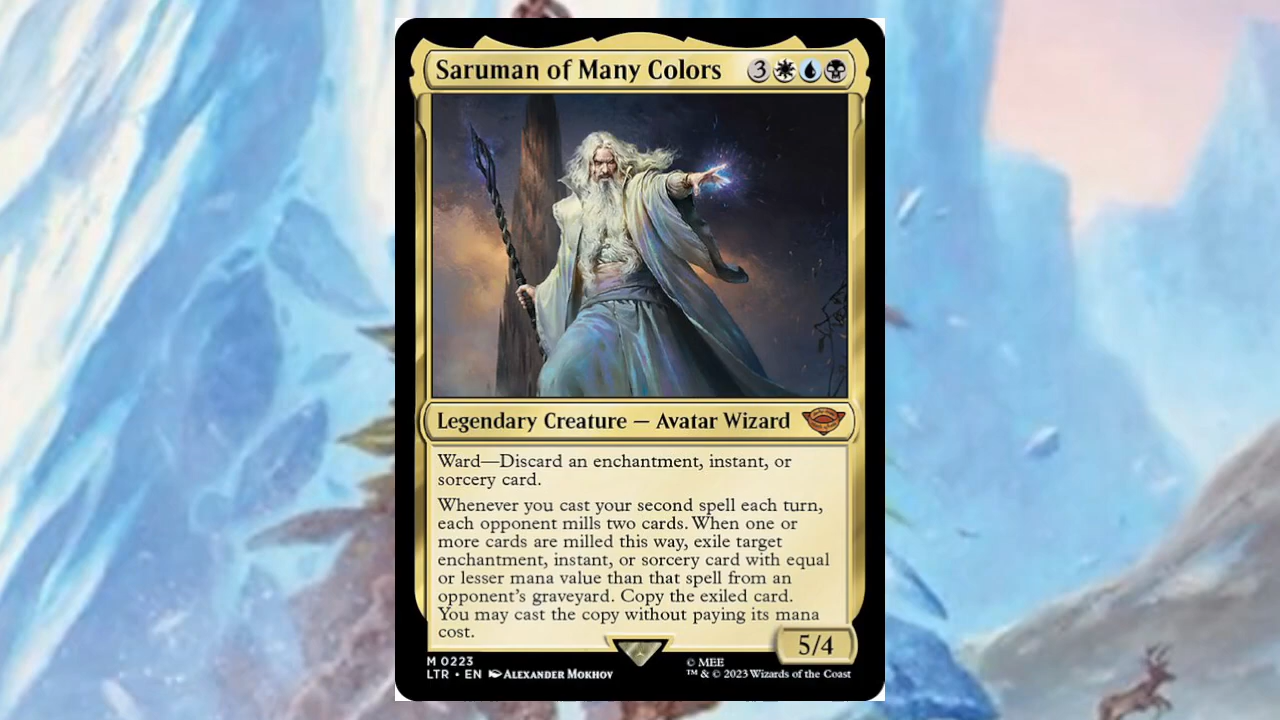 Saruman of Many Colors 3
Legendary Creature — Avatar Wizard
Ward—Discard an enchantment, instant, or
sorcery card.
Whenever you cast your second spell each turn,
each opponent mills two cards. When one or
more cards are milled this way, exile target
enchantment, instant, or sorcery card with equal
or lesser mana value than that spell from an
opponent's graveyard. Copy the exiled card.
You may cast the copy without paying its mana
cost.
5/4
M 0223
LTR • EN ALEXANDER MOKHOV
© MEE
™ & © 2023 Wizards of the Coast